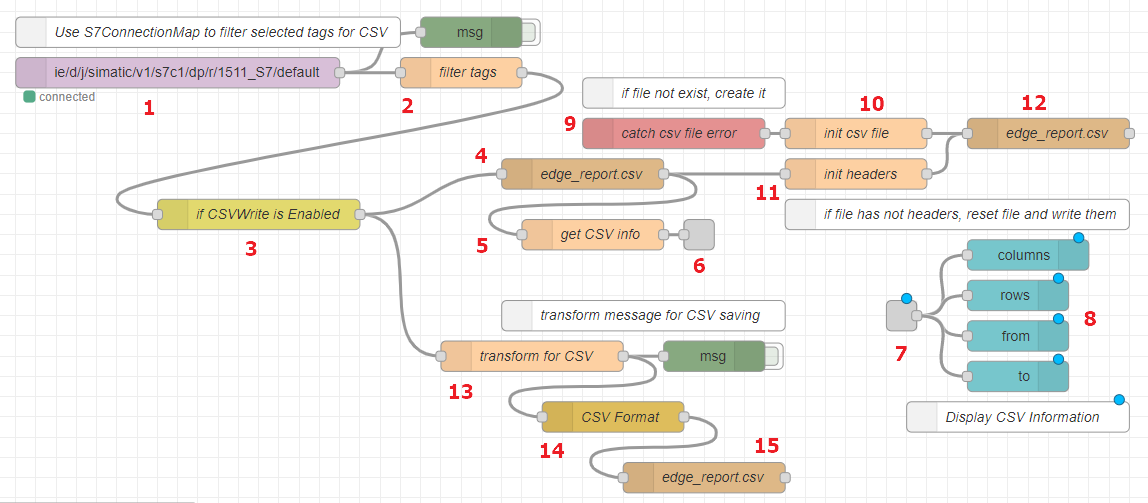 Use S7ConnectionMap to filter selected tags for CSV
msg
ie/d/j/simatic/v1/s7c1/dp/r/1511_S7/default
filter tags
connected
1
2
if file not exist, create it
10
12
9
catch csv file error
init csv file
edge_report.csv
4
edge_report.csv
init headers
11
if CSVWrite is Enabled
3
if file has not headers, reset file and write them
5
get CSV info
6
columns
rows
7
8
from
to
transform message for CSV saving
transform for CSV
msg
13
CSV Format
14
Display CSV Information
15
edge_report.csv